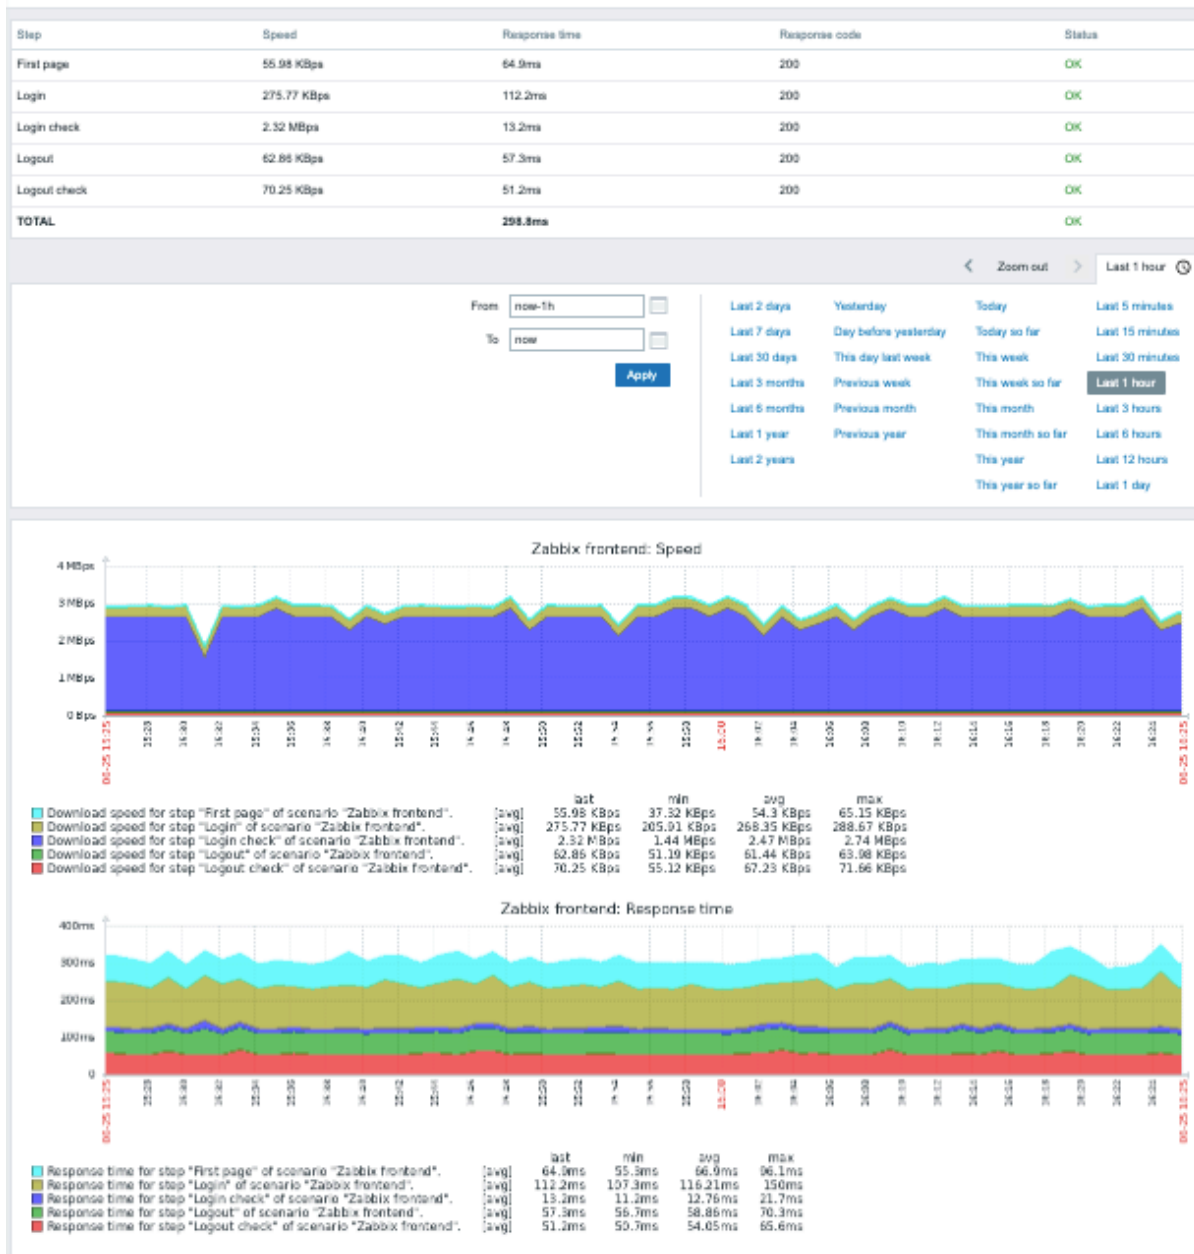 Step Speed Response time Response code Status
First page 55.98 KBps 64.9ms 200 OK
Login 275.77 KBps 112.2ms 200 OK
Login check 2.32 MBps 13.2ms 200 OK
Logout 62.86 KBps 57.3ms 200 OK
Logout check 70.25 KBps 51.2ms 200 OK
TOTAL 298.8ms OK
Zoom out Last 1 hour
From now-1h
To now
Apply
Last 2 days Yesterday Today Last 5 minutes
Last 7 days Day before yesterday Today so far Last 15 minutes
Last 30 days This day last week This week Last 30 minutes
Last 3 months Previous week This week so far Last 1 hour
Last 6 months Previous month This month Last 3 hours
Last 1 year Previous year This month so far Last 6 hours
Last 2 years This year Last 12 hours
This year so far Last 1 day
Zabbix frontend: Speed
4 MBps
3 MBps
2 MBps
1 MBps
0 Bps
last min avg max
Download speed for step "First page" of scenario "Zabbix frontend". [avg] 55.98 KBps 37.32 KBps 54.3 KBps 65.15 KBps
Download speed for step "Login" of scenario "Zabbix frontend". [avg] 275.77 KBps 205.91 KBps 268.35 KBps 288.67 KBps
Download speed for step "Login check" of scenario "Zabbix frontend". [avg] 2.32 MBps 1.44 MBps 2.47 MBps 2.74 MBps
Download speed for step "Logout" of scenario "Zabbix frontend". [avg] 62.86 KBps 51.19 KBps 61.44 KBps 63.98 KBps
Download speed for step "Logout check" of scenario "Zabbix frontend". [avg] 70.25 KBps 55.12 KBps 67.23 KBps 71.66 KBps
Zabbix frontend: Response time
400ms
300ms
200ms
100ms
0
last min avg max
Response time for step "First page" of scenario "Zabbix frontend". [avg] 64.9ms 55.3ms 66.9ms 96.1ms
Response time for step "Login" of scenario "Zabbix frontend". [avg] 112.2ms 107.3ms 116.21ms 150ms
Response time for step "Login check" of scenario "Zabbix frontend". [avg] 13.2ms 11.2ms 12.76ms 21.7ms
Response time for step "Logout" of scenario "Zabbix frontend". [avg] 57.3ms 56.7ms 58.86ms 70.3ms
Response time for step "Logout check" of scenario "Zabbix frontend". [avg] 51.2ms 50.7ms 54.05ms 65.6ms